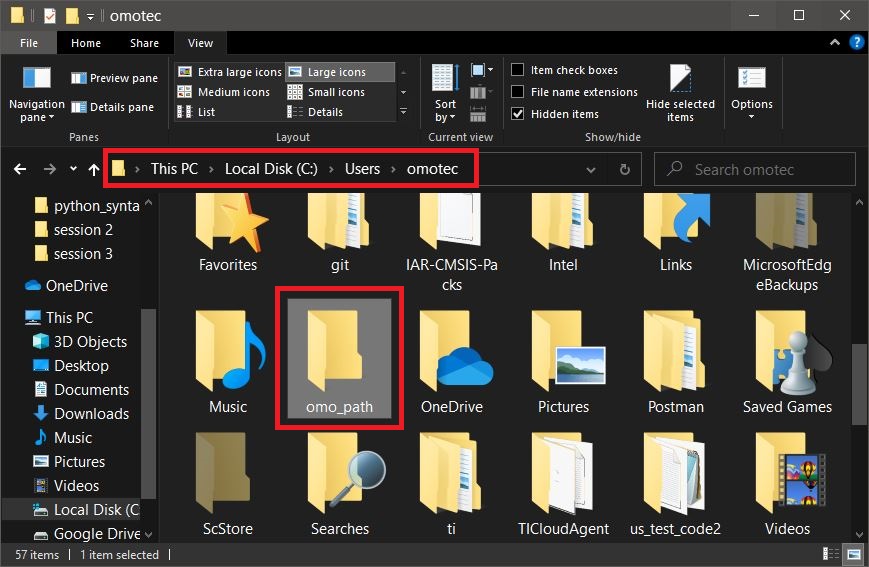 omotec
File Home Share View
Navigation pane
Preview pane
Details pane
Panes
Extra large icons Large icons
Medium icons Small icons
List Details
Layout
Sort by
Current view
Item check boxes
File name extensions
Hidden items
Hide selected items
Show/hide
Options
This PC > Local Disk (C:) > Users > omotec
Search omotec
python_synta
session 2
session 3
OneDrive
This PC
3D Objects
Desktop
Documents
Downloads
Music
Pictures
Videos
Local Disk (C
Google Drive
Favorites
git
IAR-CMSIS-Pa
cks
Intel
Links
MicrosoftEdg
eBackups
Music
omo_path
OneDrive
Pictures
Postman
Saved Games
ScStore
Searches
ti
TICloudAgent
us_test_code2
Videos
57 items 1 item selected